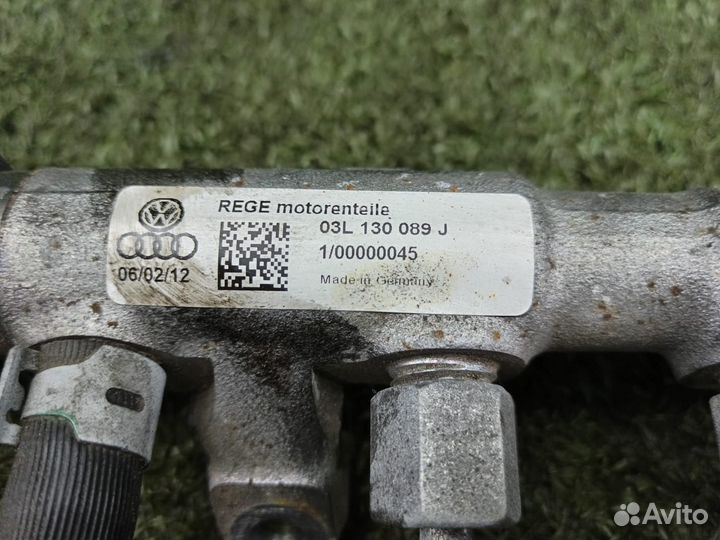 REGE motorenteile
03L 130 089 J
1/00000045
Made in Germany
06/02/12
Avito